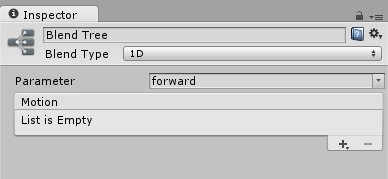 Inspector
Blend Tree
Blend Type 1D
Parameter forward
Motion
List is Empty